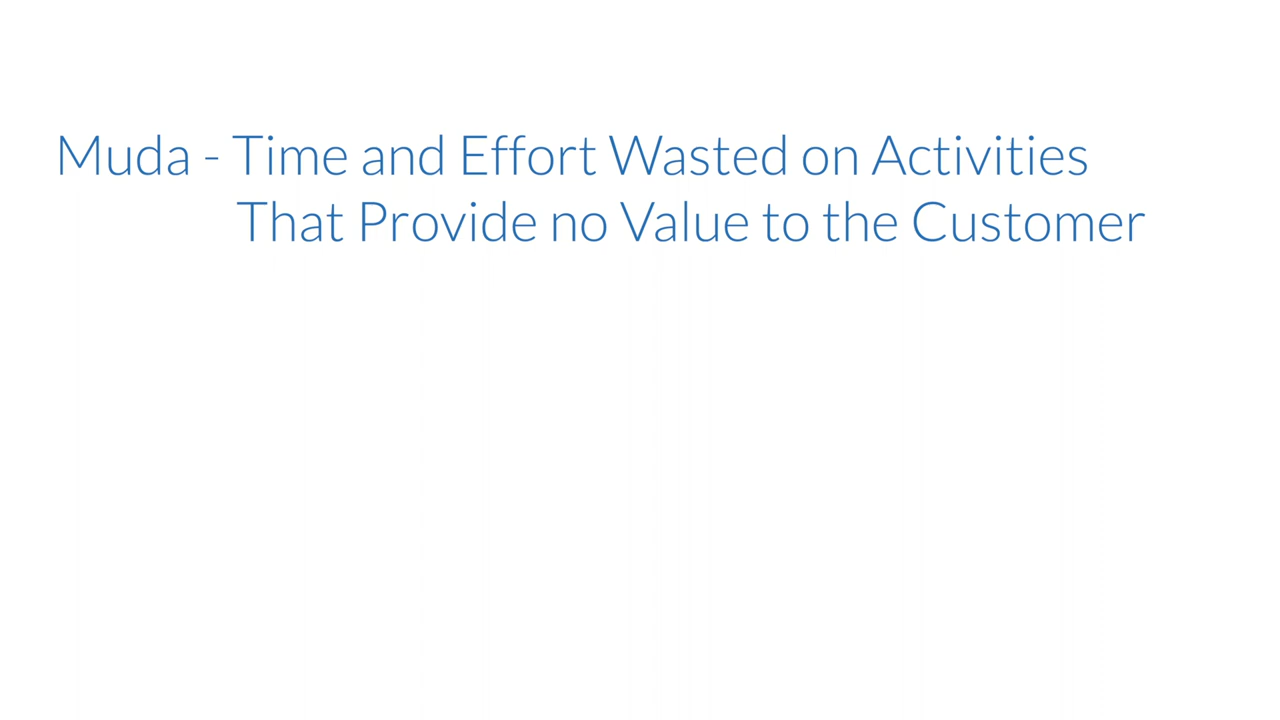 Muda - Time and Effort Wasted on Activities
That Provide no Value to the Customer